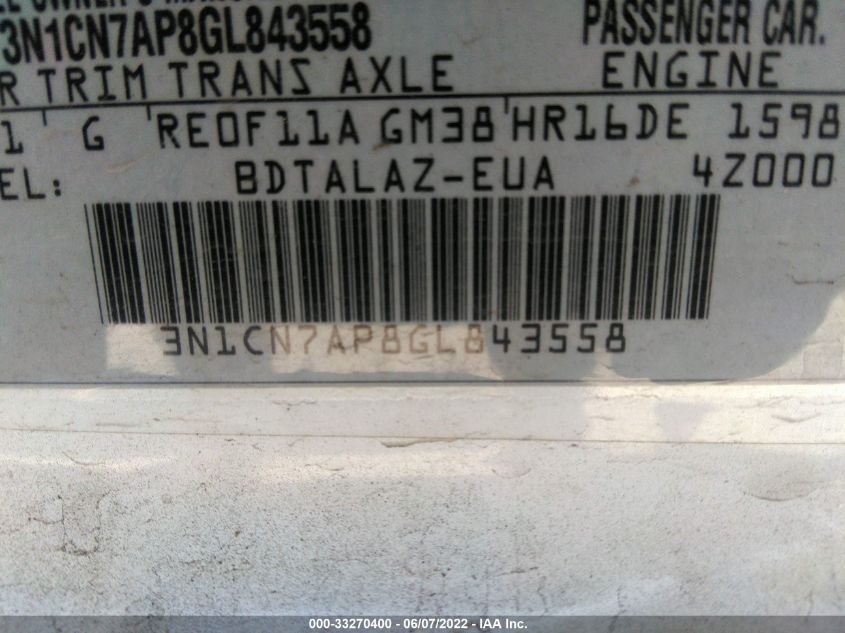 OWNER'S
3N1CN7AP8GL843558 PASSENGER CAR.
R TRIM TRANS AXLE ENGINE
1 G RE0F11A GM38 HR16DE 1598
EL: BDTALAZ-EUA 4Z000
3N1CN7AP8GL843558
000-33270400 - 06/07/2022 - IAA Inc.